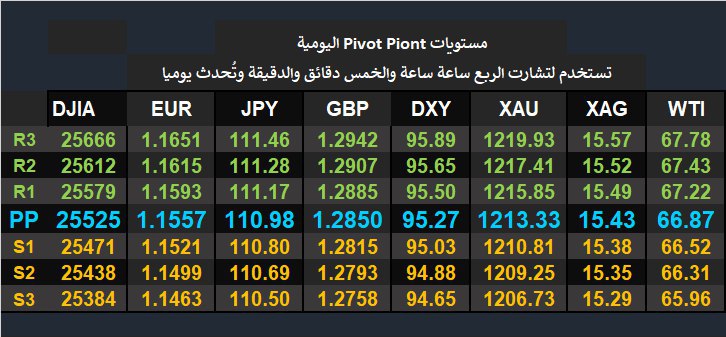 مستويات Pivot Piont اليومية
تستخدم لتشارت الربع ساعة ساعة والخمس دقائق والدقيقة وتُحدث يوميا
DJIA EUR JPY GBP DXY XAU XAG WTI
R3 25666 1.1651 111.46 1.2942 95.89 1219.93 15.57 67.78
R2 25612 1.1615 111.28 1.2907 95.65 1217.41 15.52 67.43
R1 25579 1.1593 111.17 1.2885 95.50 1215.85 15.49 67.22
PP 25525 1.1557 110.98 1.2850 95.27 1213.33 15.43 66.87
S1 25471 1.1521 110.80 1.2815 95.03 1210.81 15.38 66.52
S2 25438 1.1499 110.69 1.2793 94.88 1209.25 15.35 66.31
S3 25384 1.1463 110.50 1.2758 94.65 1206.73 15.29 65.96